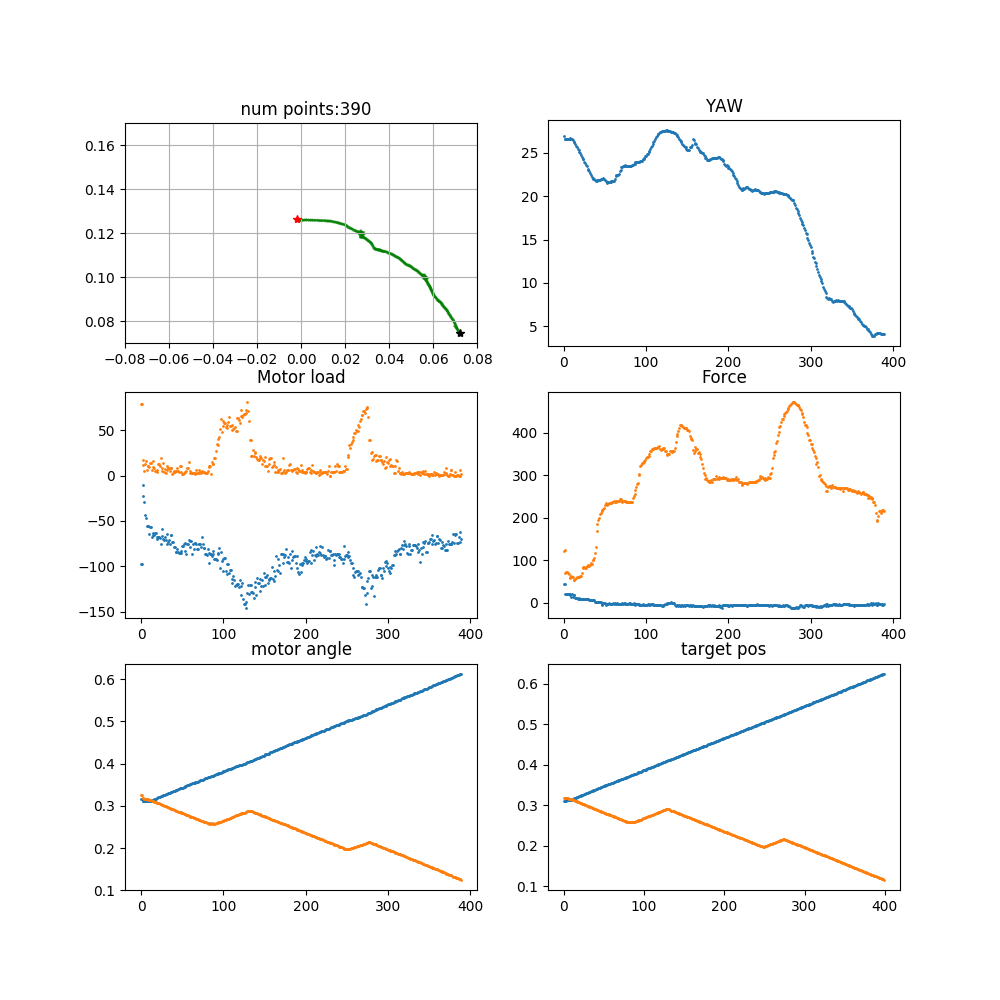 num points:390
0.16
0.14
0.12
0.10
0.08
−0.08 −0.06 −0.04 −0.02 0.00 0.02 0.04 0.06 0.08
YAW
25
20
15
10
5
0 100 200 300 400
Motor load
50
0
−50
−100
−150
0 100 200 300 400
Force
400
300
200
100
0
0 100 200 300 400
motor angle
0.6
0.5
0.4
0.3
0.2
0.1
0 100 200 300 400
target pos
0.6
0.5
0.4
0.3
0.2
0.1
0 100 200 300 400